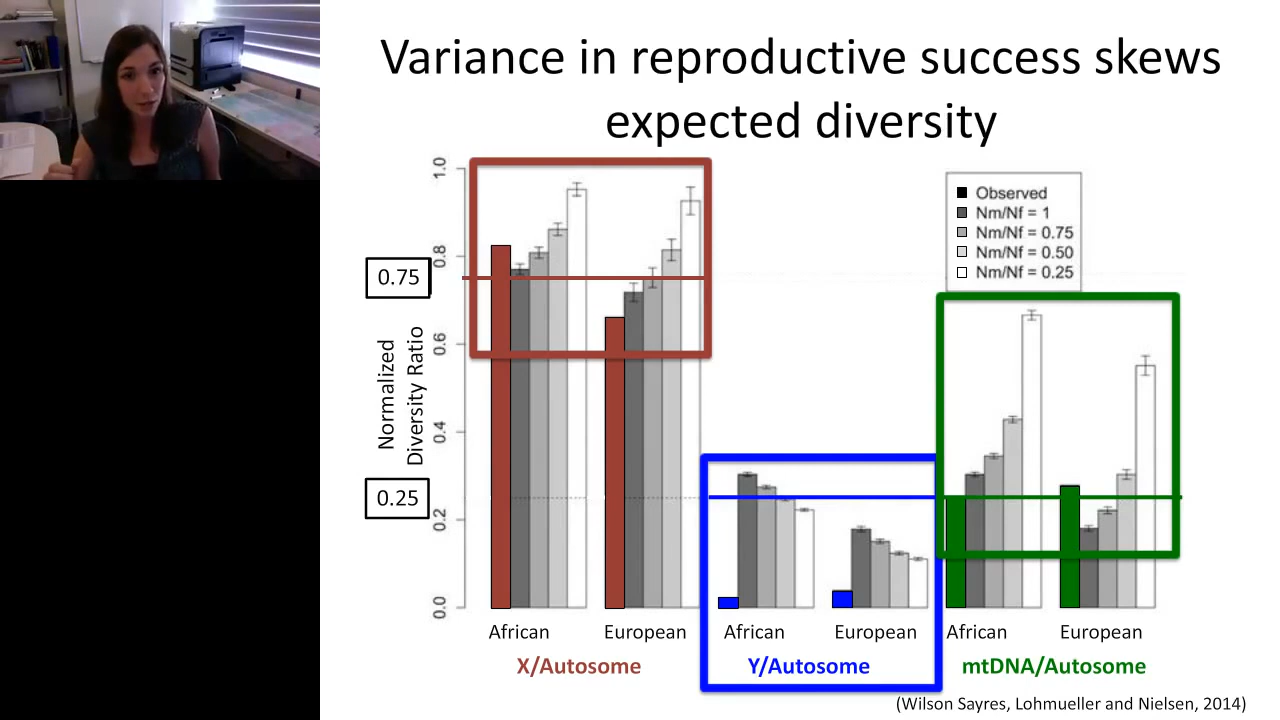 Variance in reproductive success skews
expected diversity
1.0
0.8
0.75
0.6
Normalized
Diversity Ratio
0.4
0.25
0.2
0.0
Observed
Nm/Nf = 1
Nm/Nf = 0.75
Nm/Nf = 0.50
Nm/Nf = 0.25
African European African European African European
X/Autosome Y/Autosome mtDNA/Autosome
(Wilson Sayres, Lohmueller and Nielsen, 2014)